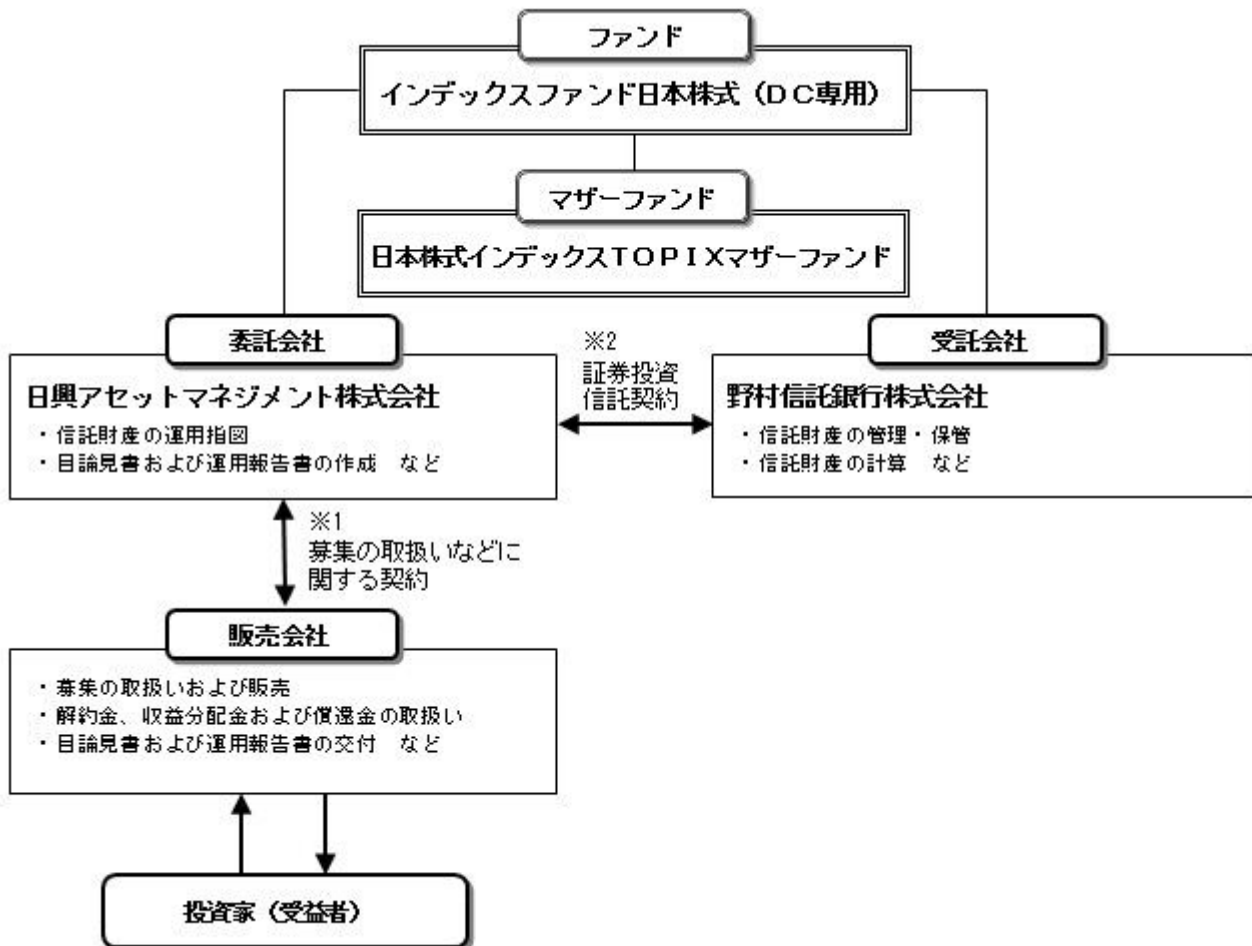 ファンド
インデックスファンド日本株式（ＤＣ専用）
マザーファンド
日本株式インデックスＴＯＰＩＸマザーファンド
委託会社
日興アセットマネジメント株式会社
・信託財産の運用指図
・目論見書および運用報告書の作成　など
※2
証券投資
信託契約
受託会社
野村信託銀行株式会社
・信託財産の管理・保管
・信託財産の計算　など
※1
募集の取扱いなどに
関する契約
販売会社
・募集の取扱いおよび販売
・解約金、収益分配金および償還金の取扱い
・目論見書および運用報告書の交付　など
投資家（受益者）